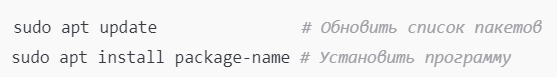 sudo apt update # Обновить список пакетов
sudo apt install package-name # Установить программу